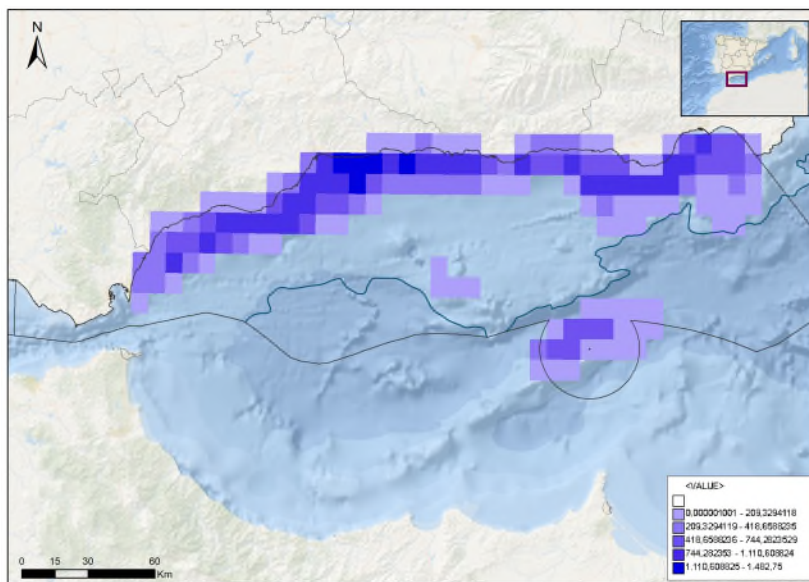 N
<VALUE>
0,000001001 - 209,3294118
209,3294119 - 418,6588235
418,6588236 - 744,2823529
744,282353 - 1.110,608824
1.110,608825 - 1.482,75
0 15 30 60
Km